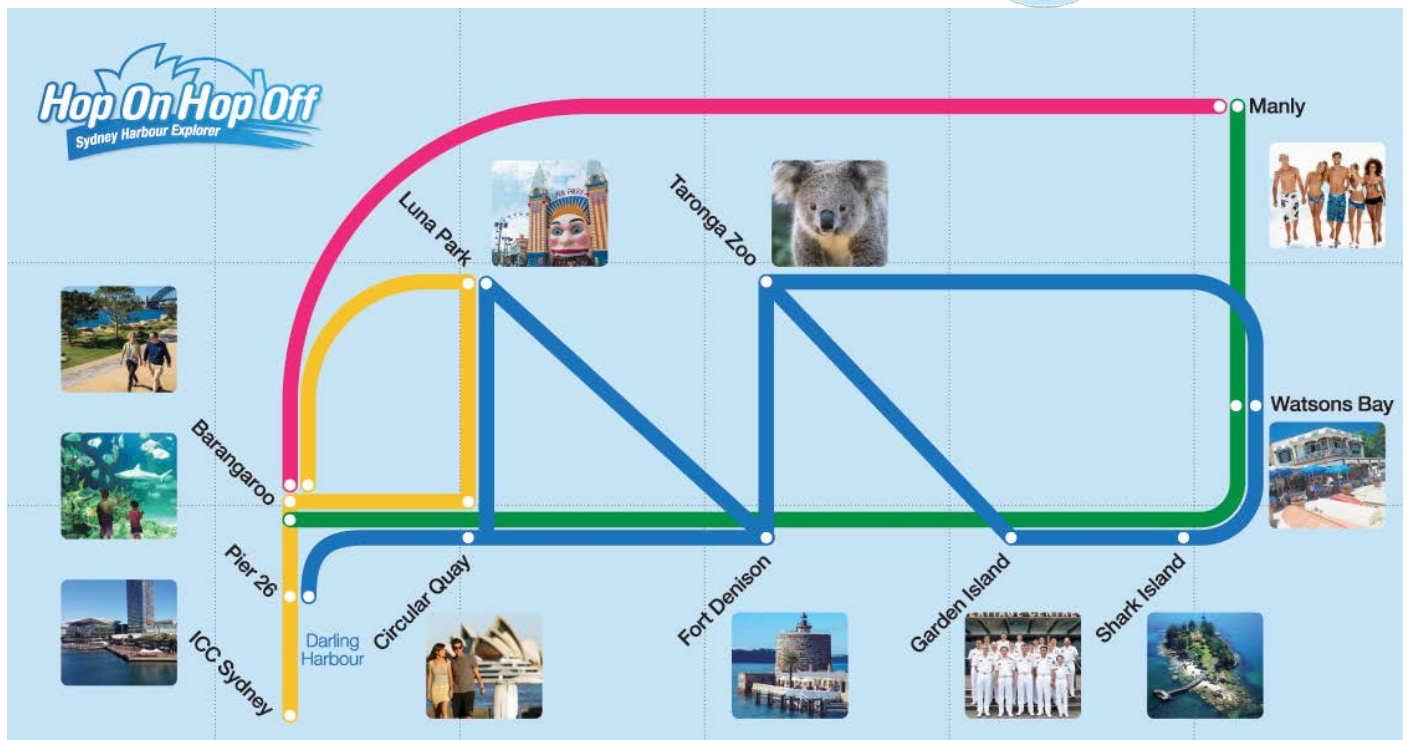 Hop On Hop Off
Sydney Harbour Explorer
Manly
Luna Park
LUNA PARK
Taronga Zoo
Watsons Bay
Barangaroo
Pier 26
ICC Sydney
Darling
Harbour
Circular Quay
Fort Denison
Garden Island
Shark Island